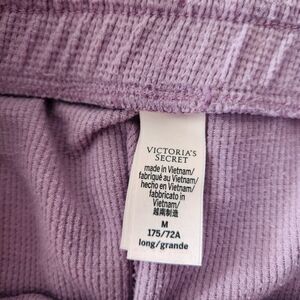 VICTORIA'S
SECRET
made in Vietnam/
fabriqué au Vietnam/
hecho en Vietnam/
fabbricato in
Vietnam/
越南制造
M
175/72A
long/grande